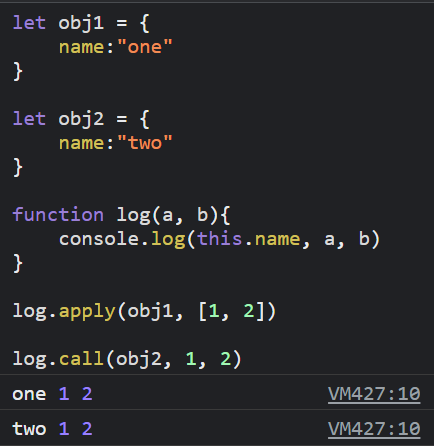 let obj1 = {
    name:"one"
}

let obj2 = {
    name:"two"
}

function log(a, b){
    console.log(this.name, a, b)
}

log.apply(obj1, [1, 2])

log.call(obj2, 1, 2)
one 1 2 VM427:10
two 1 2 VM427:10